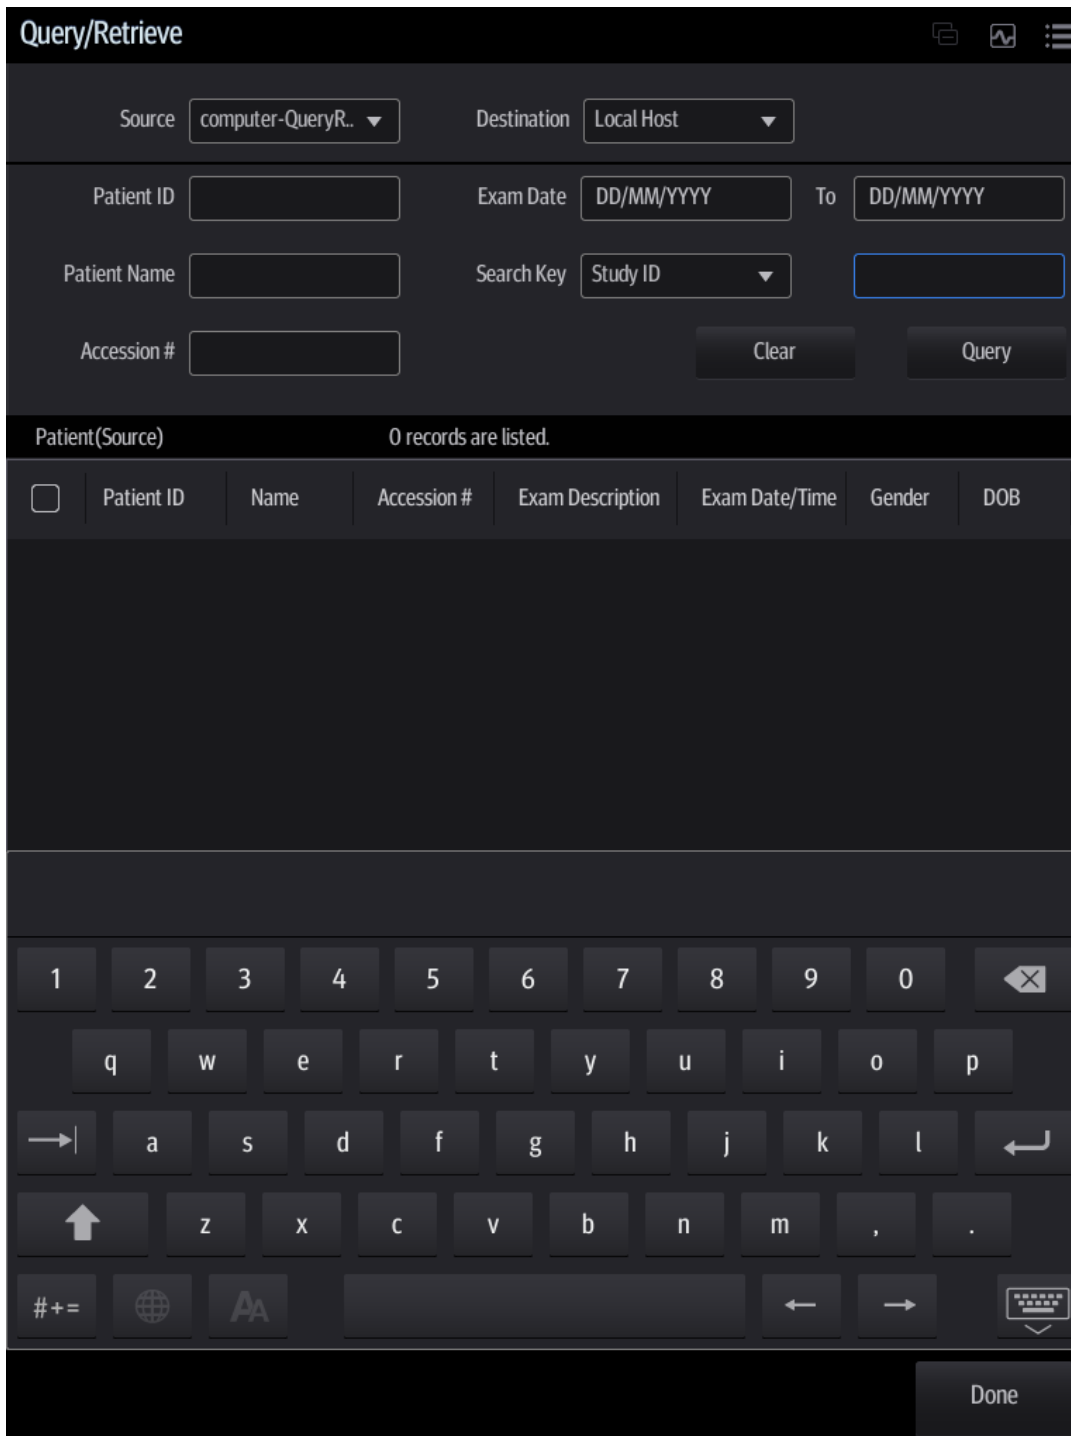 Query/Retrieve
Source computer-QueryR.. Destination Local Host
Patient ID Exam Date DD/MM/YYYY To DD/MM/YYYY
Patient Name Search Key Study ID
Accession #
Clear Query
Patient(Source) 0 records are listed.
Patient ID Name Accession # Exam Description Exam Date/Time Gender DOB
1 2 3 4 5 6 7 8 9 0
q w e r t y u i o p
a s d f g h j k l
z x c v b n m , .
#+= AA
Done